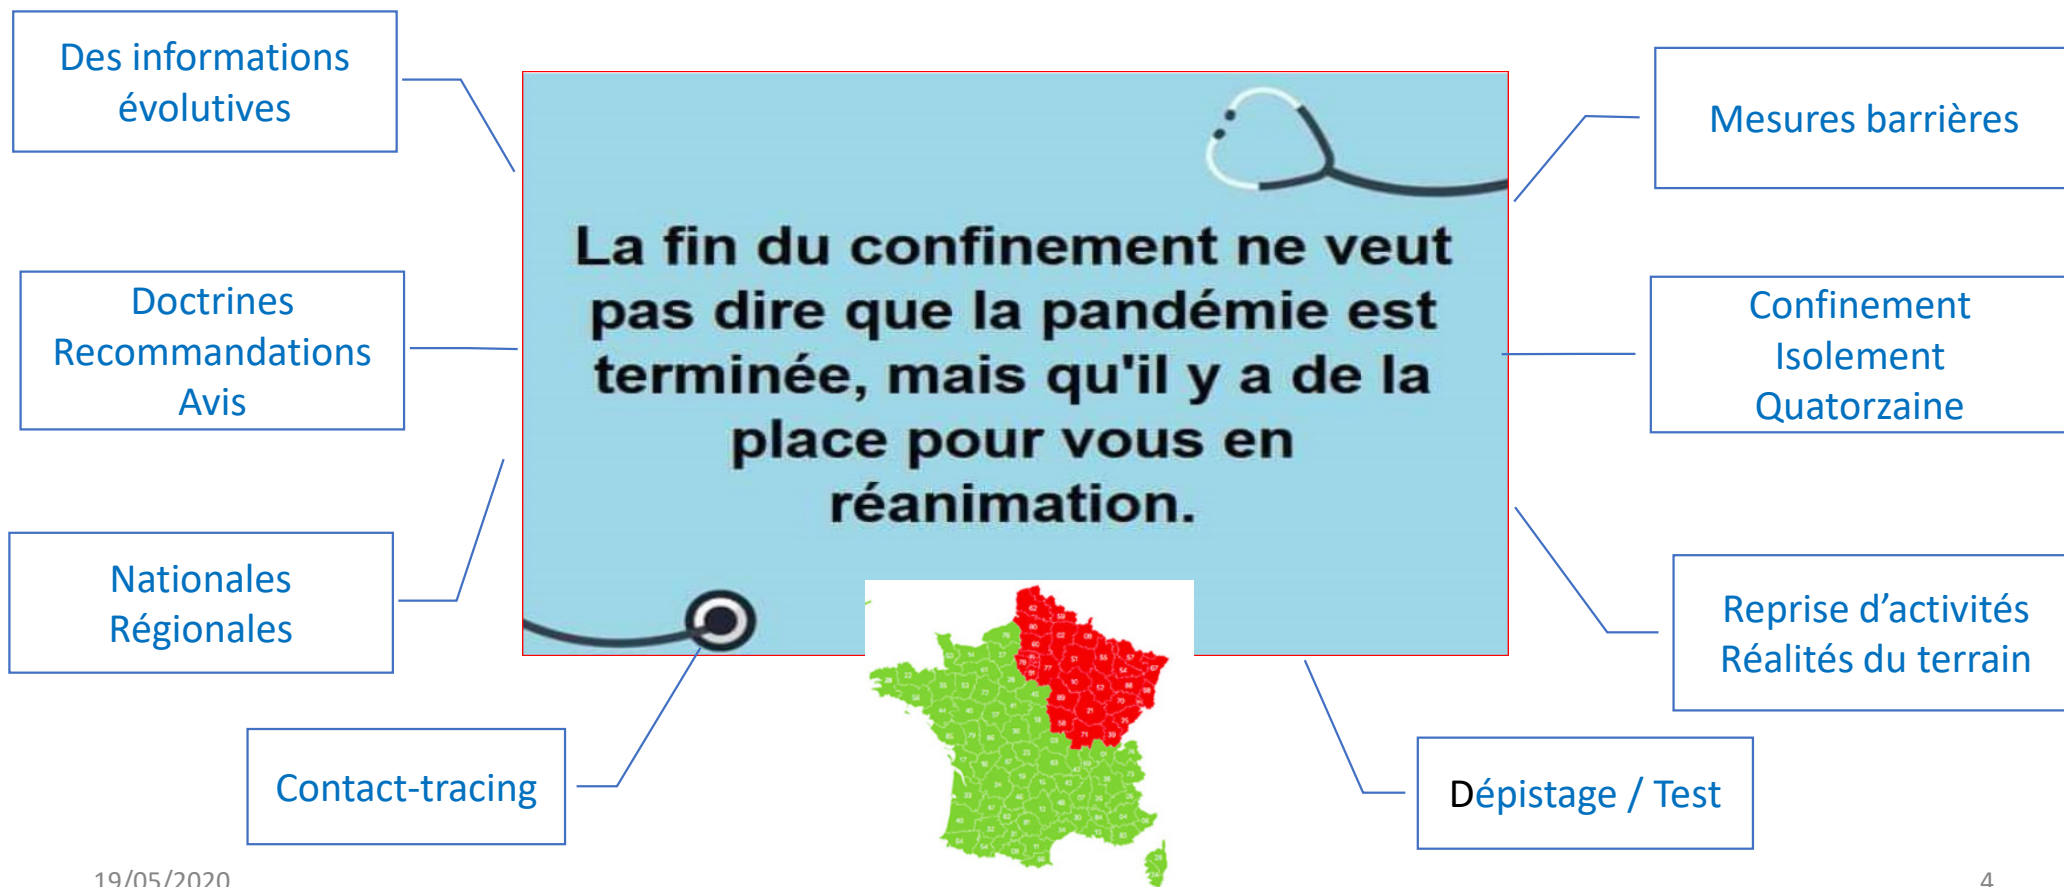 Des informations
évolutives
Doctrines
Recommandations
Avis
Nationales
Régionales
Contact-tracing
La fin du confinement ne veut
pas dire que la pandémie est
terminée, mais qu'il y a de la
place pour vous en
réanimation.
Mesures barrières
Confinement
Isolement
Quatorzaine
Reprise d’activités
Réalités du terrain
Dépistage / Test
19/05/2020
4